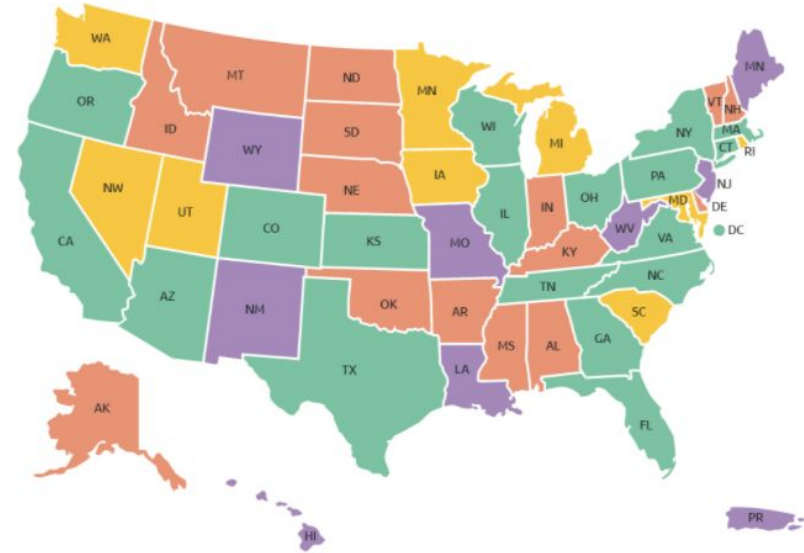 WA
MT
ND
MN
MN
VT
NH
OR
ID
SD
WI
NY
MA
CT
RI
WY
MI
NW
UT
NE
IA
PA
NJ
IL
IN
OH
MD
DE
CA
CO
KS
MO
WV
VA
DC
KY
AZ
NM
OK
AR
TN
NC
SC
TX
LA
MS
AL
GA
AK
FL
HI
PR